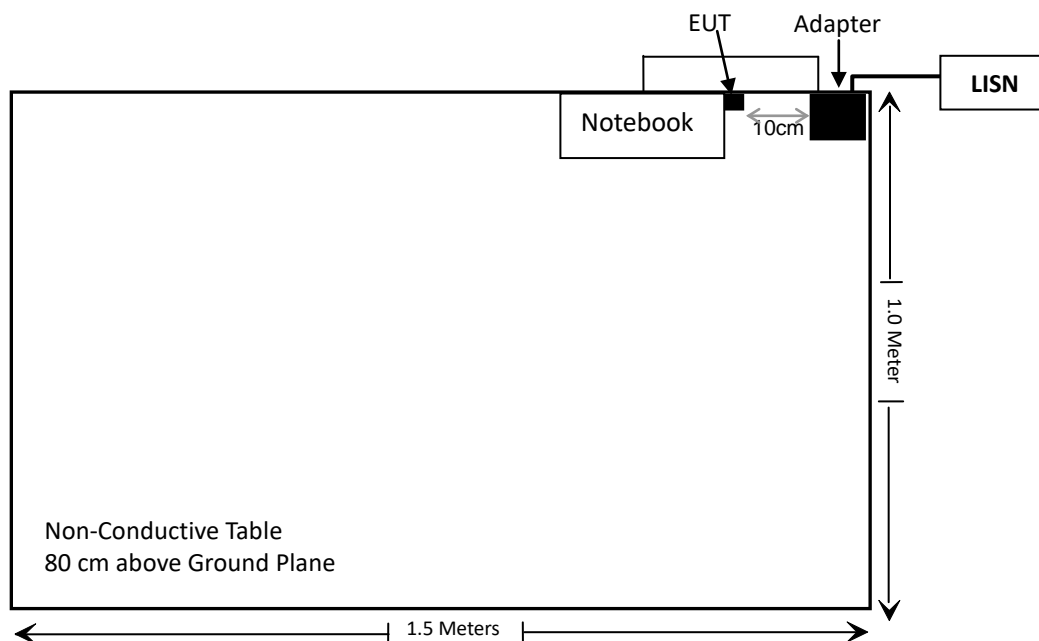 EUT
Adapter
LISN
Notebook
10cm
1.0 Meter
Non-Conductive Table
80 cm above Ground Plane
1.5 Meters